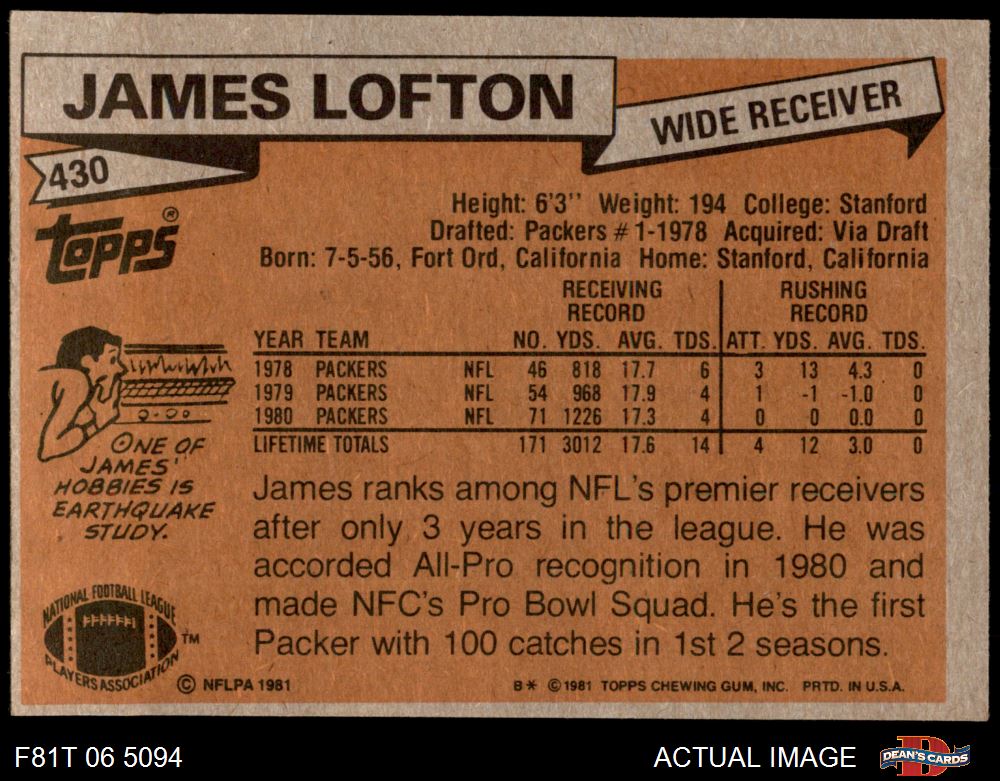 JAMES LOFTON
WIDE RECEIVER
430
topps®
Height: 6'3'' Weight: 194 College: Stanford
Drafted: Packers #1-1978 Acquired: Via Draft
Born: 7-5-56, Fort Ord, California Home: Stanford, California
RECEIVING RECORD RUSHING RECORD
YEAR TEAM NO. YDS. AVG. TDS. ATT. YDS. AVG. TDS.
1978 PACKERS NFL 46 818 17.7 6 3 13 4.3 0
1979 PACKERS NFL 54 968 17.9 4 1 -1 -1.0 0
1980 PACKERS NFL 71 1226 17.3 4 0 0 0.0 0
LIFETIME TOTALS 171 3012 17.6 14 4 12 3.0 0
ONE OF
JAMES'
HOBBIES IS
EARTHQUAKE
STUDY.
James ranks among NFL's premier receivers
after only 3 years in the league. He was
accorded All-Pro recognition in 1980 and
made NFC's Pro Bowl Squad. He's the first
Packer with 100 catches in 1st 2 seasons.
NATIONAL FOOTBALL LEAGUE
PLAYERS ASSOCIATION
TM
© NFLPA 1981
B* © 1981 TOPPS CHEWING GUM, INC. PRTD. IN U.S.A.
F81T 06 5094
ACTUAL IMAGE
D
DEAN'S CARDS